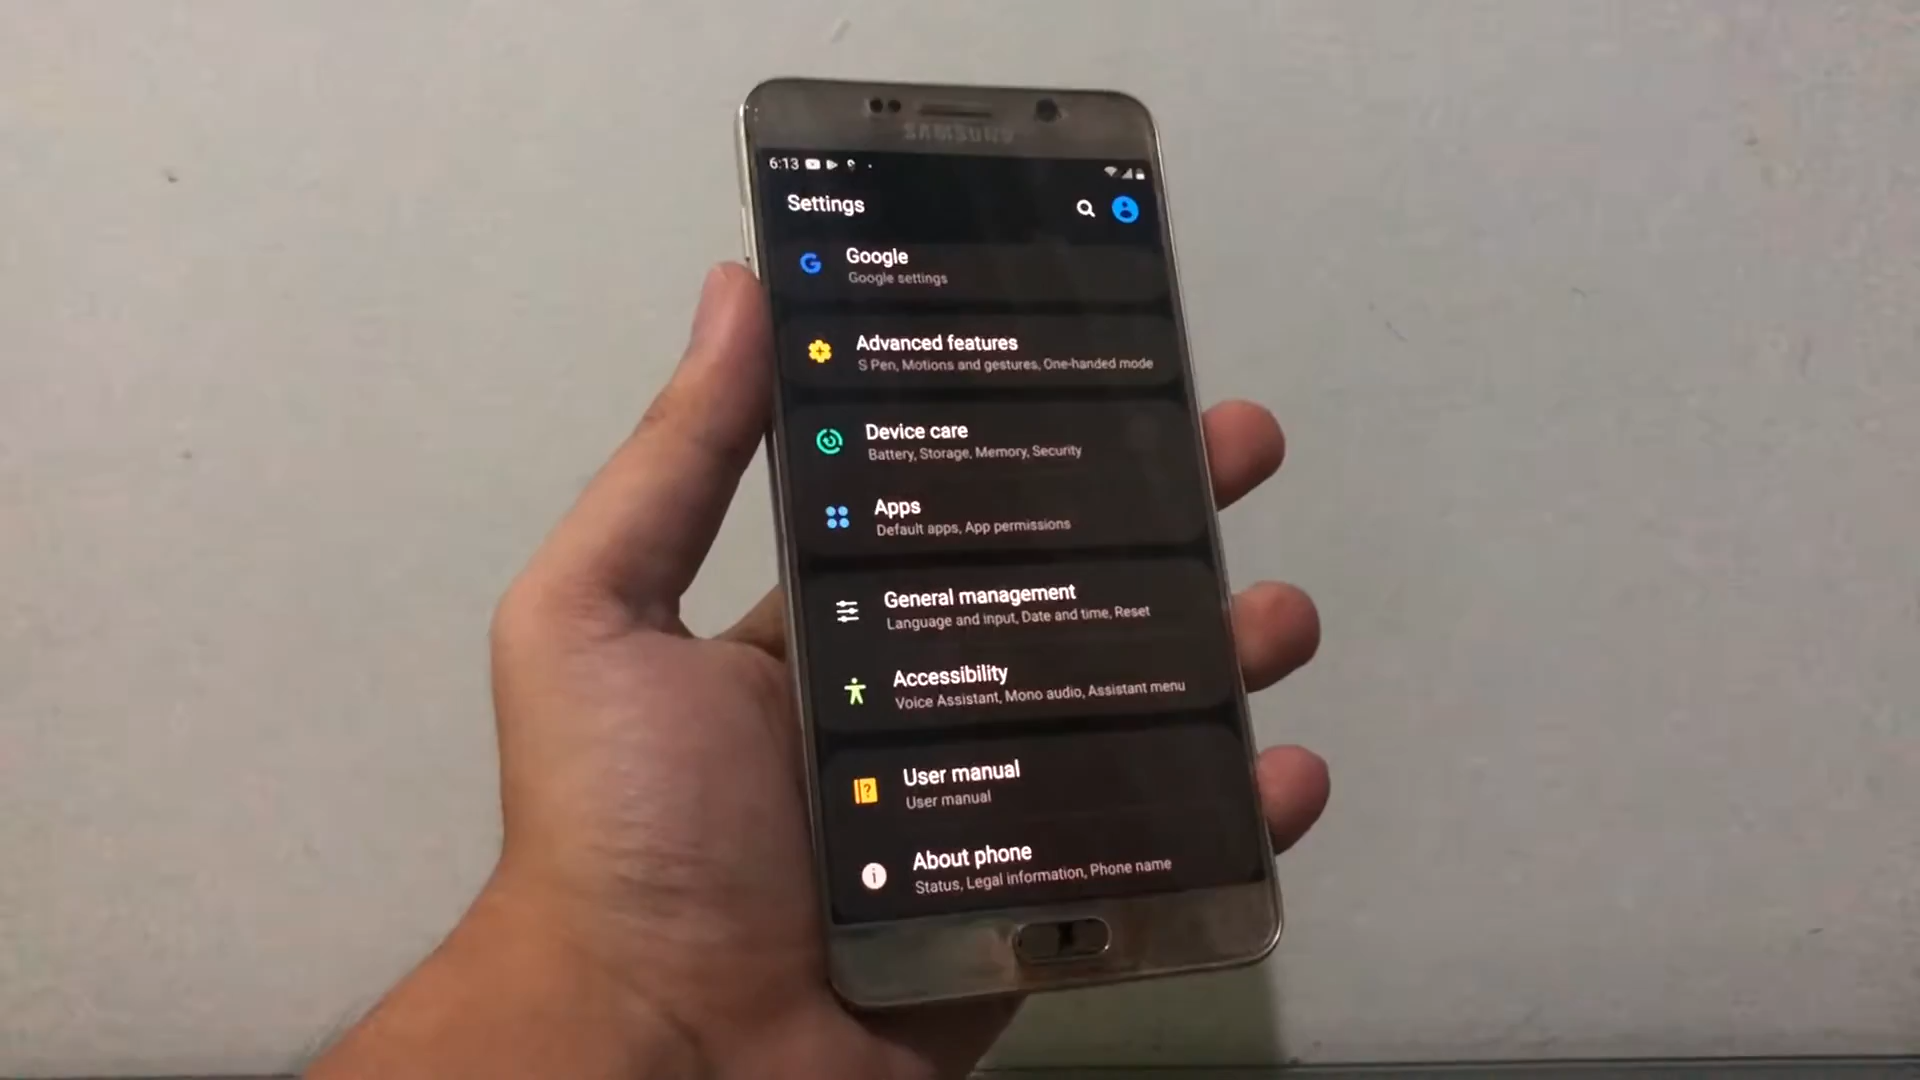 SAMSUNG
6:13
Settings
Google
Google settings
Advanced features
S Pen, Motions and gestures, One-handed mode
Device care
Battery, Storage, Memory, Security
Apps
Default apps, App permissions
General management
Language and input, Date and time, Reset
Accessibility
Voice Assistant, Mono audio, Assistant menu
User manual
User manual
About phone
Status, Legal information, Phone name